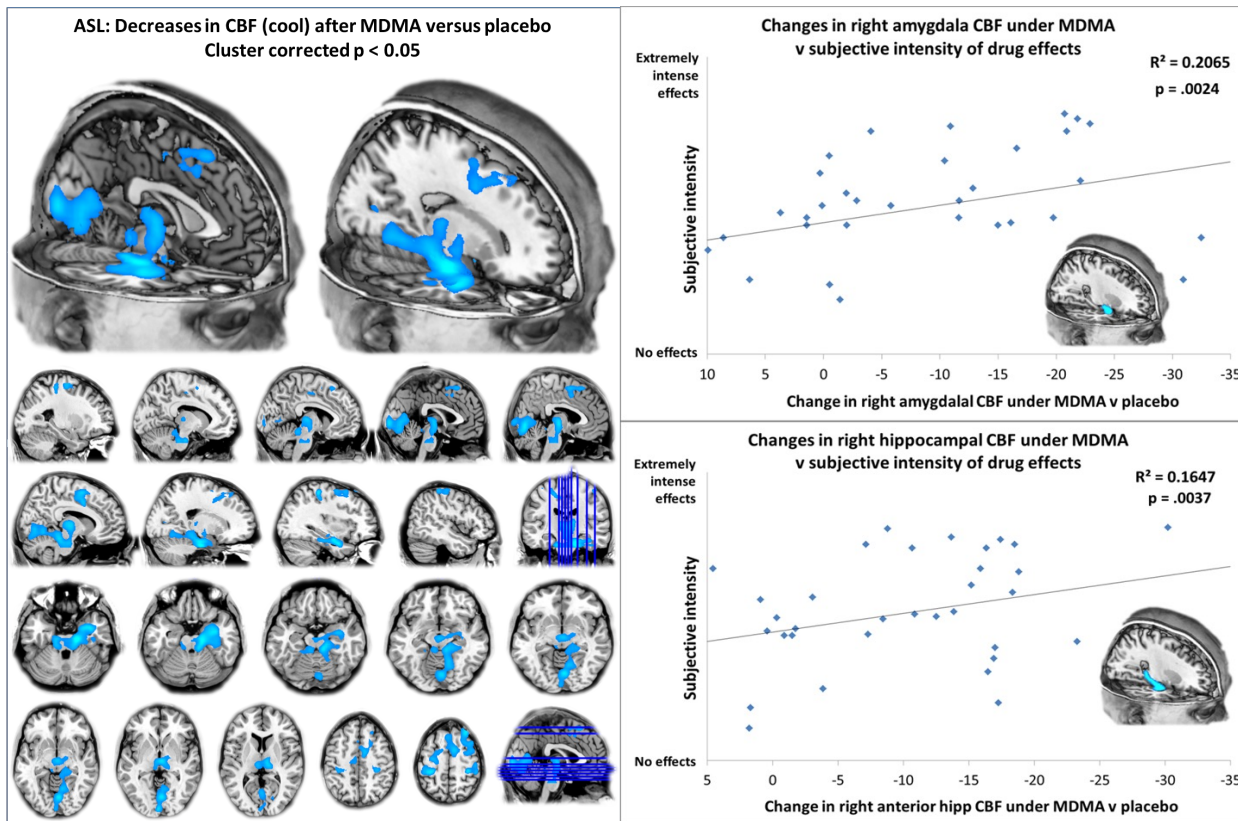 ASL: Decreases in CBF (cool) after MDMA versus placebo
Cluster corrected p < 0.05
Changes in right amygdala CBF under MDMA
v subjective intensity of drug effects
Extremely
intense
effects
R² = 0.2065
p = .0024
Subjective intensity
No effects
10 5 0 -5 -10 -15 -20 -25 -30 -35
Change in right amygdalal CBF under MDMA v placebo
Changes in right hippocampal CBF under MDMA
v subjective intensity of drug effects
Extremely
intense
effects
R² = 0.1647
p = .0037
Subjective intensity
No effects
5 0 -5 -10 -15 -20 -25 -30 -35
Change in right anterior hipp CBF under MDMA v placebo